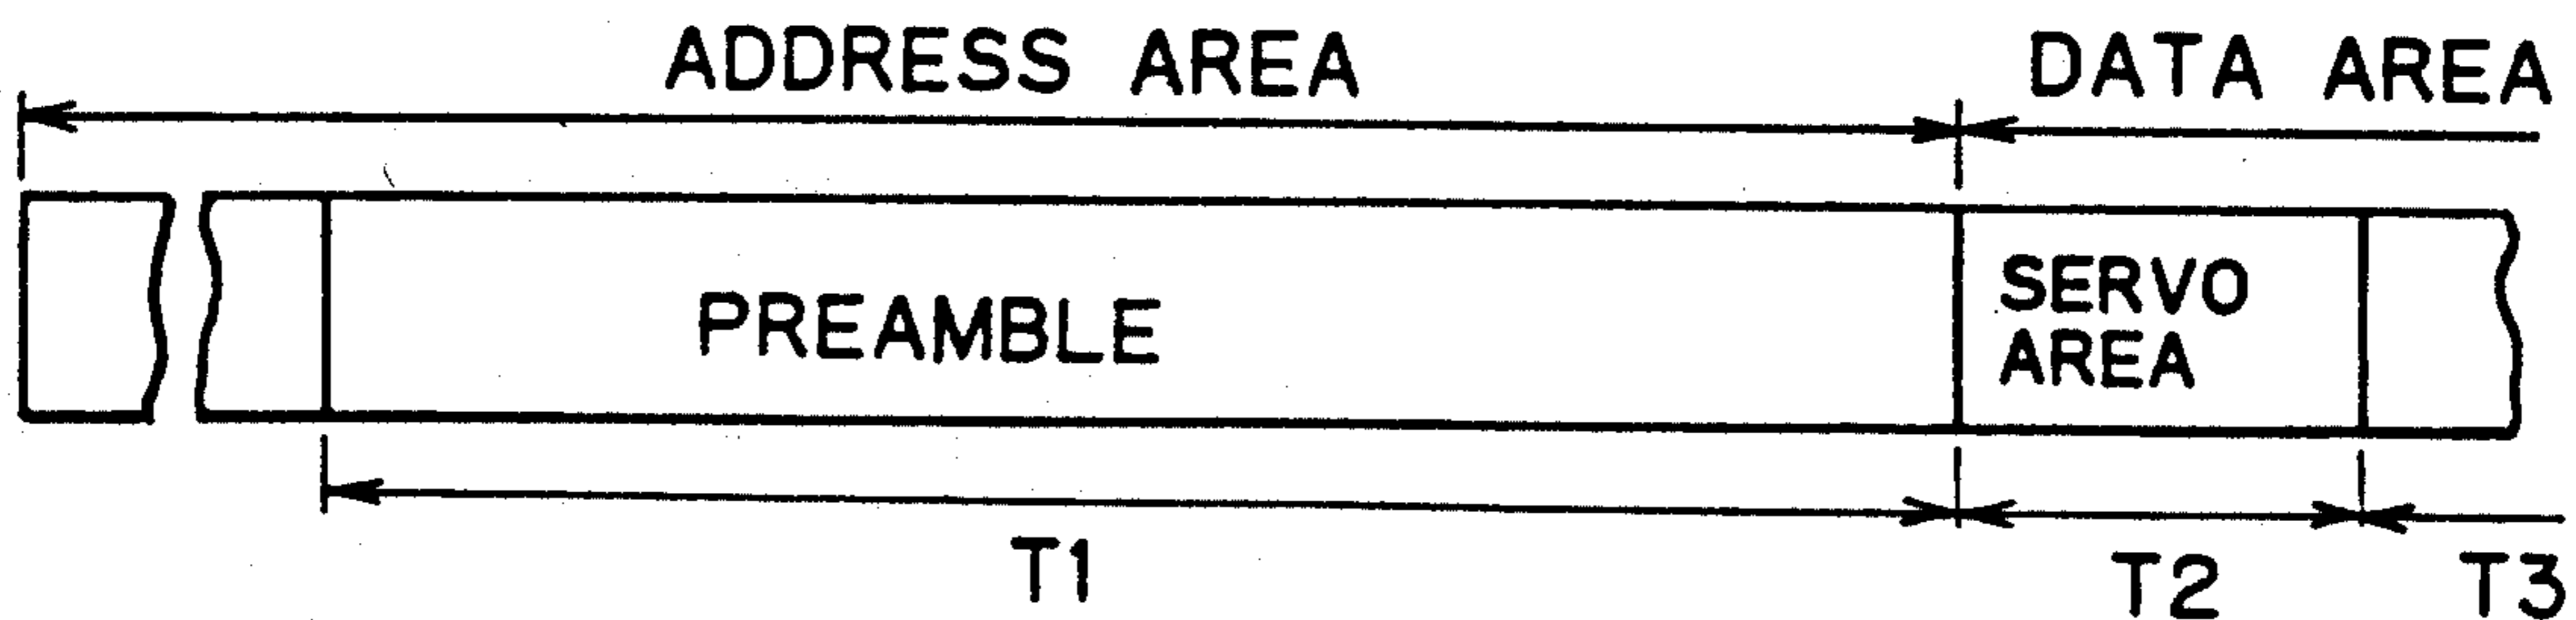 ADDRESS AREA DATA AREA
PREAMBLE
SERVO
AREA
T1 T2 T3